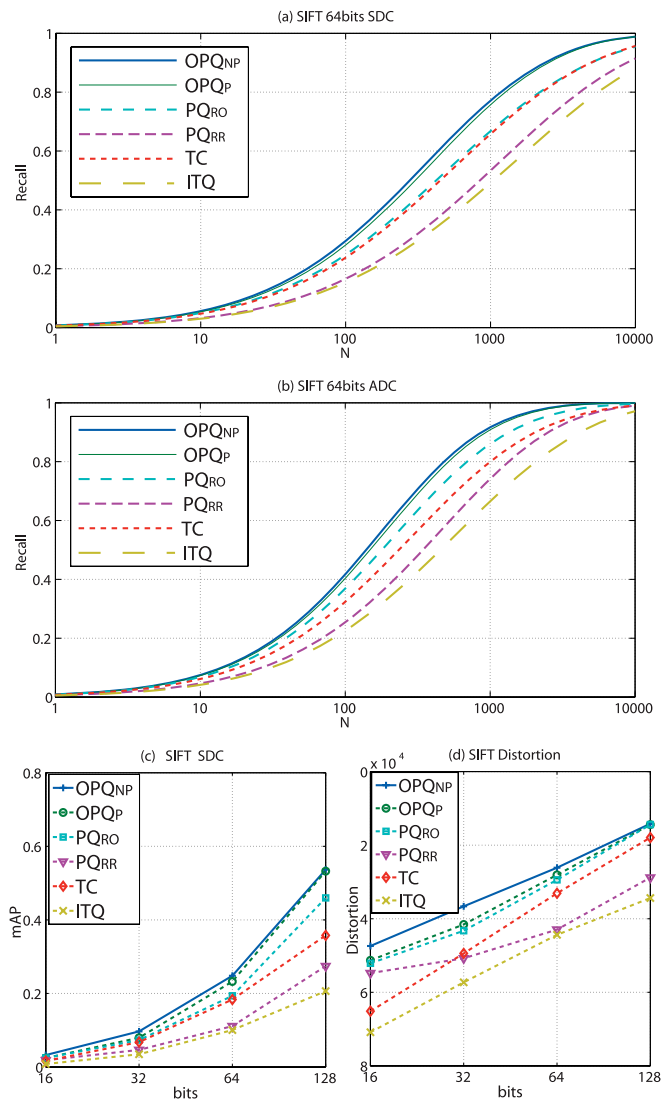 (a) SIFT 64bits SDC
Recall
1
0.8
0.6
0.4
0.2
0
OPQNP
OPQP
PQRO
PQRR
TC
ITQ
1 10 100 1000 10000
N
(b) SIFT 64bits ADC
Recall
1
0.8
0.6
0.4
0.2
0
OPQNP
OPQP
PQRO
PQRR
TC
ITQ
1 10 100 1000 10000
N
(c) SIFT SDC
mAP
0.8
0.6
0.4
0.2
0
OPQNP
OPQP
PQRO
PQRR
TC
ITQ
16 32 64 128
bits
(d) SIFT Distortion
x 10^4
Distortion
0
2
4
6
8
OPQNP
OPQP
PQRO
PQRR
TC
ITQ
16 32 64 128
bits